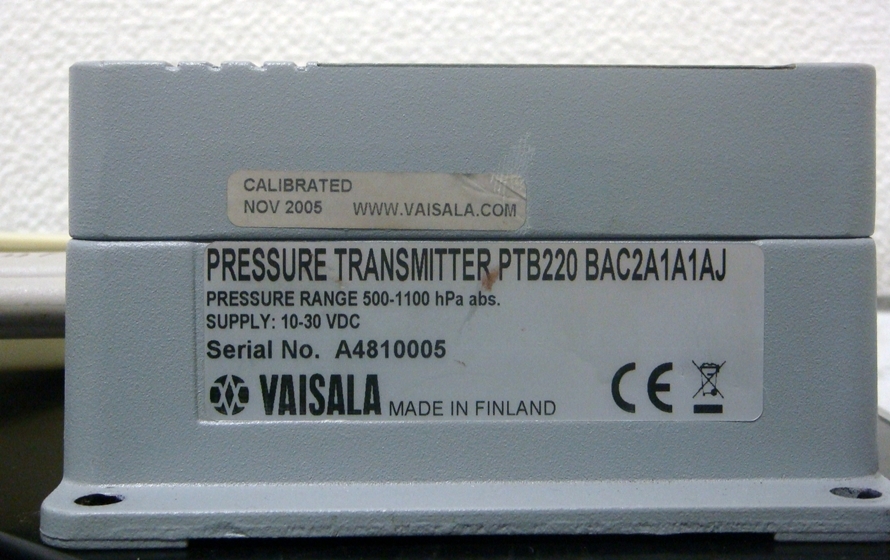 CALIBRATED
NOV 2005 WWW.VAISALA.COM
PRESSURE TRANSMITTER PTB220 BAC2A1A1AJ
PRESSURE RANGE 500-1100 hPa abs.
SUPPLY: 10-30 VDC
Serial No. A4810005
VAISALA MADE IN FINLAND CE